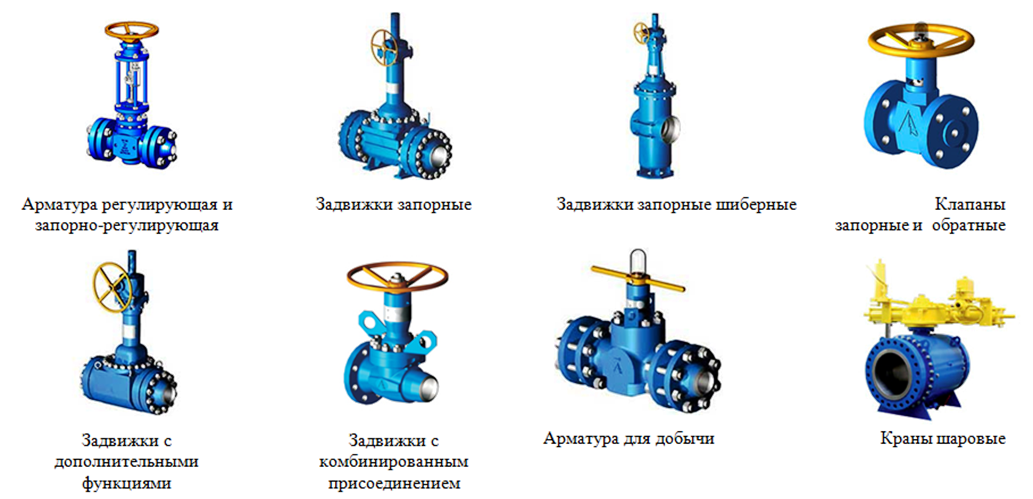 Арматура регулирующая и
запорно-регулирующая
Задвижки запорные
Задвижки запорные шиберные
Клапаны
запорные и обратные
Задвижки с
дополнительными
функциями
Задвижки с
комбинированным
присоединением
Арматура для добычи
Краны шаровые